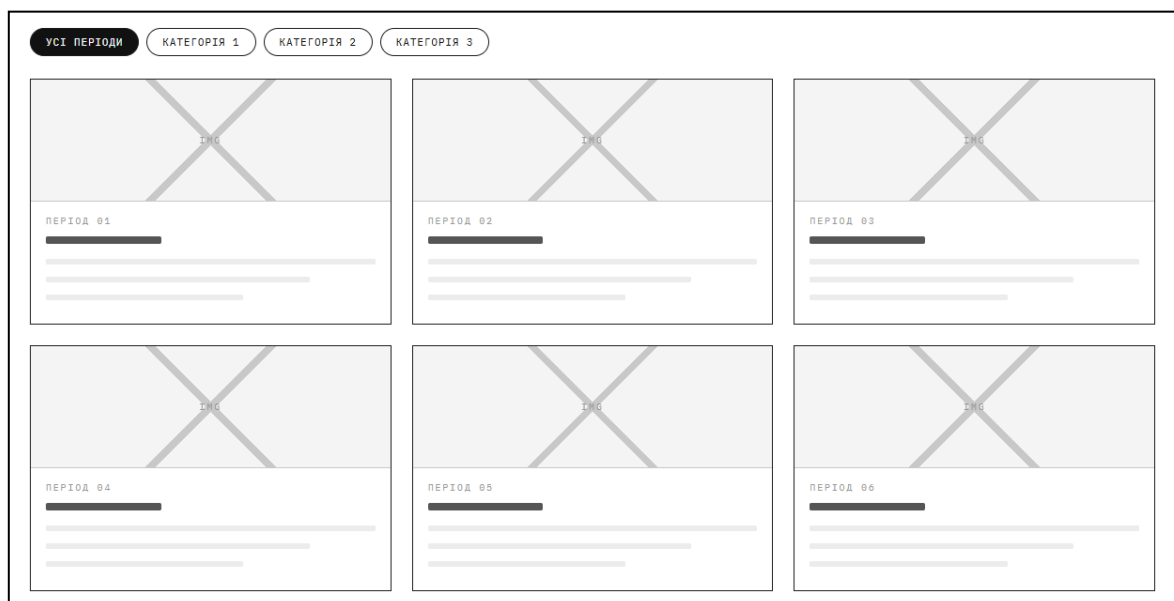 УСІ ПЕРІОДИ КАТЕГОРІЯ 1 КАТЕГОРІЯ 2 КАТЕГОРІЯ 3
IMG IMG IMG
ПЕРІОД 01 ПЕРІОД 02 ПЕРІОД 03
IMG IMG IMG
ПЕРІОД 04 ПЕРІОД 05 ПЕРІОД 06